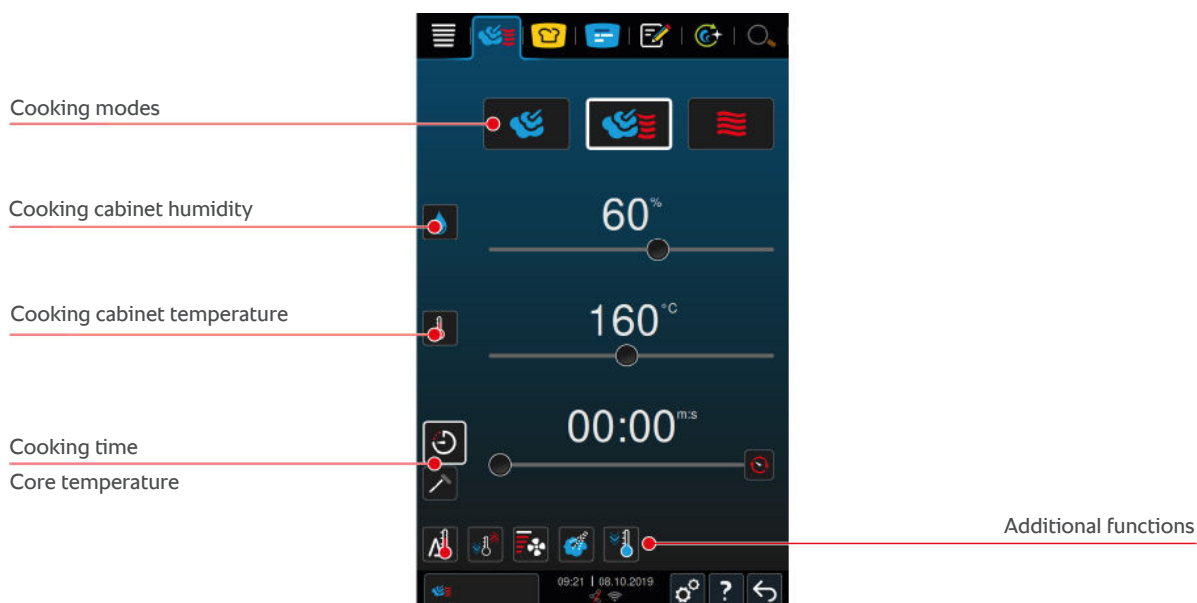 Cooking modes
Cooking cabinet humidity
60%
Cooking cabinet temperature
160°C
00:00 m:s
Cooking time
Core temperature
Additional functions
09:21 | 08.10.2019
?